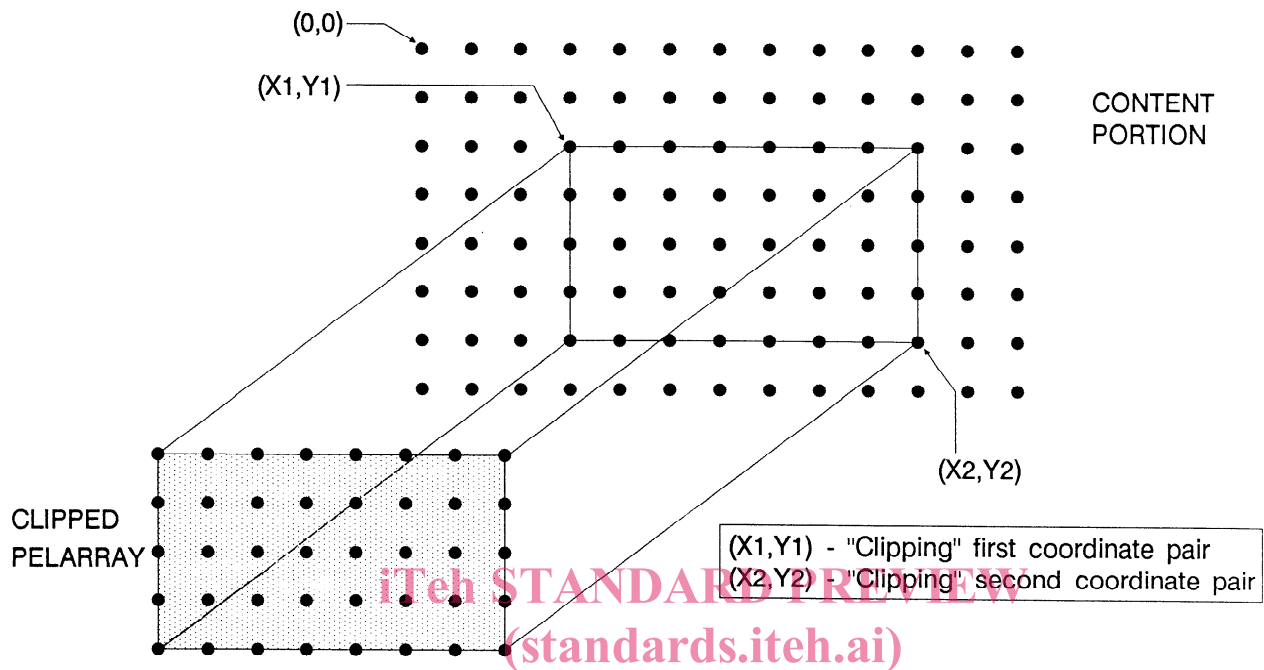 (0,0)
(X1,Y1)
CONTENT
PORTION
(X2,Y2)
CLIPPED
PELARRAY
(X1,Y1) - "Clipping" first coordinate pair
(X2,Y2) - "Clipping" second coordinate pair
iTeh STANDARD PREVIEW
(standards.iteh.ai)